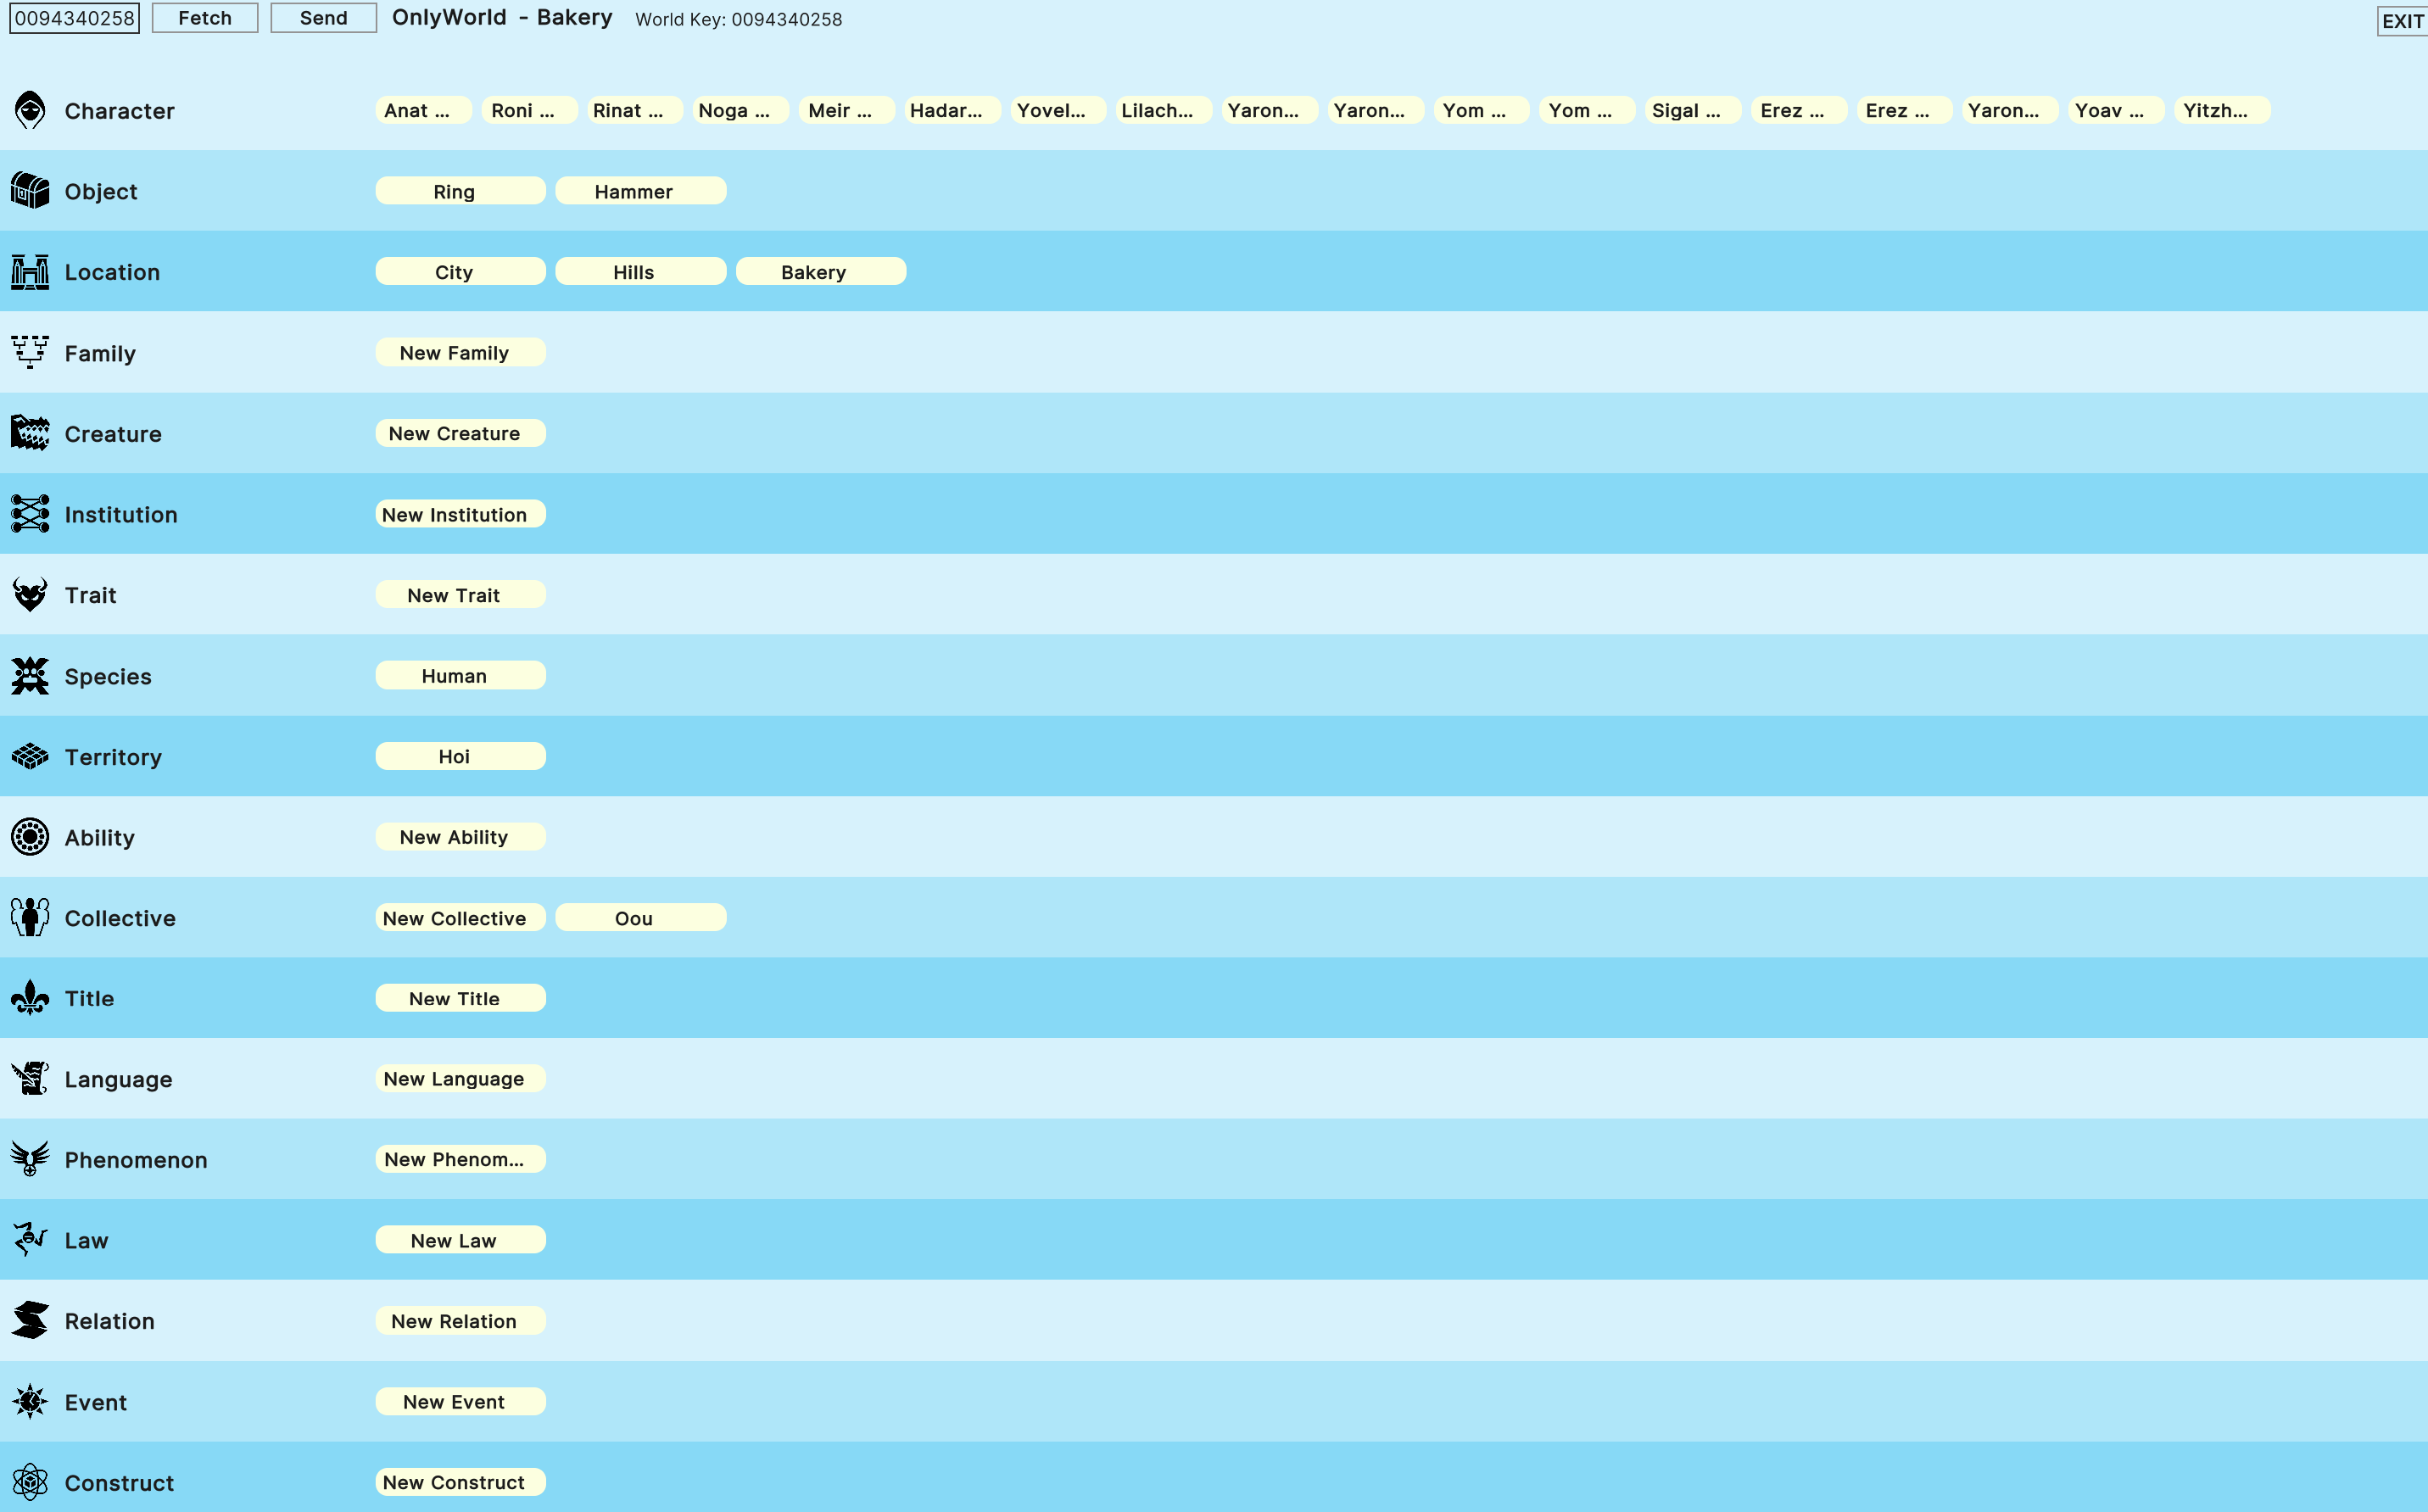 0094340258 Fetch Send OnlyWorld - Bakery World Key: 0094340258 EXIT
Character Anat ... Roni ... Rinat ... Noga ... Meir ... Hadar... Yovel... Lilach... Yaron... Yaron... Yom ... Yom ... Sigal ... Erez ... Erez ... Yaron... Yoav ... Yitzh...
Object Ring Hammer
Location City Hills Bakery
Family New Family
Creature New Creature
Institution New Institution
Trait New Trait
Species Human
Territory Hoi
Ability New Ability
Collective New Collective Oou
Title New Title
Language New Language
Phenomenon New Phenom...
Law New Law
Relation New Relation
Event New Event
Construct New Construct